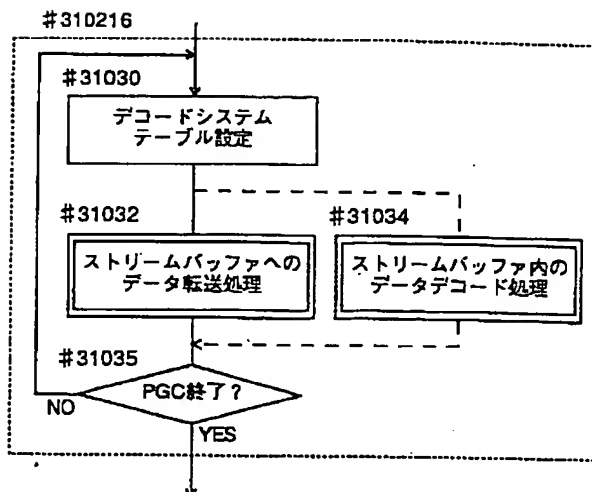 #310216
#31030
デコードシステム
テーブル設定
#31032
ストリームバッファへの
データ転送処理
#31034
ストリームバッファ内の
データデコード処理
#31035
PGC終了?
NO
YES